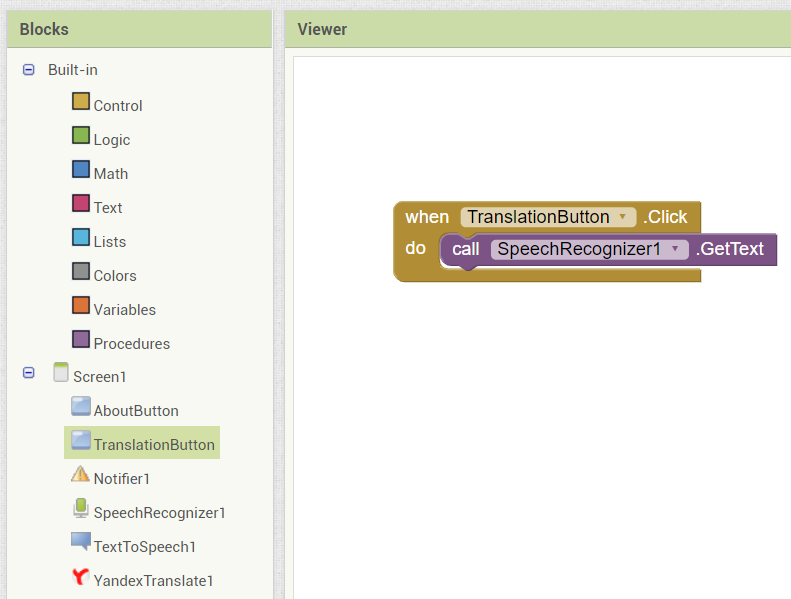 Blocks
Built-in
Control
Logic
Math
Text
Lists
Colors
Variables
Procedures
Screen1
AboutButton
TranslationButton
Notifier1
SpeechRecognizer1
TextToSpeech1
YandexTranslate1
Viewer
when TranslationButton .Click
do call SpeechRecognizer1 .GetText